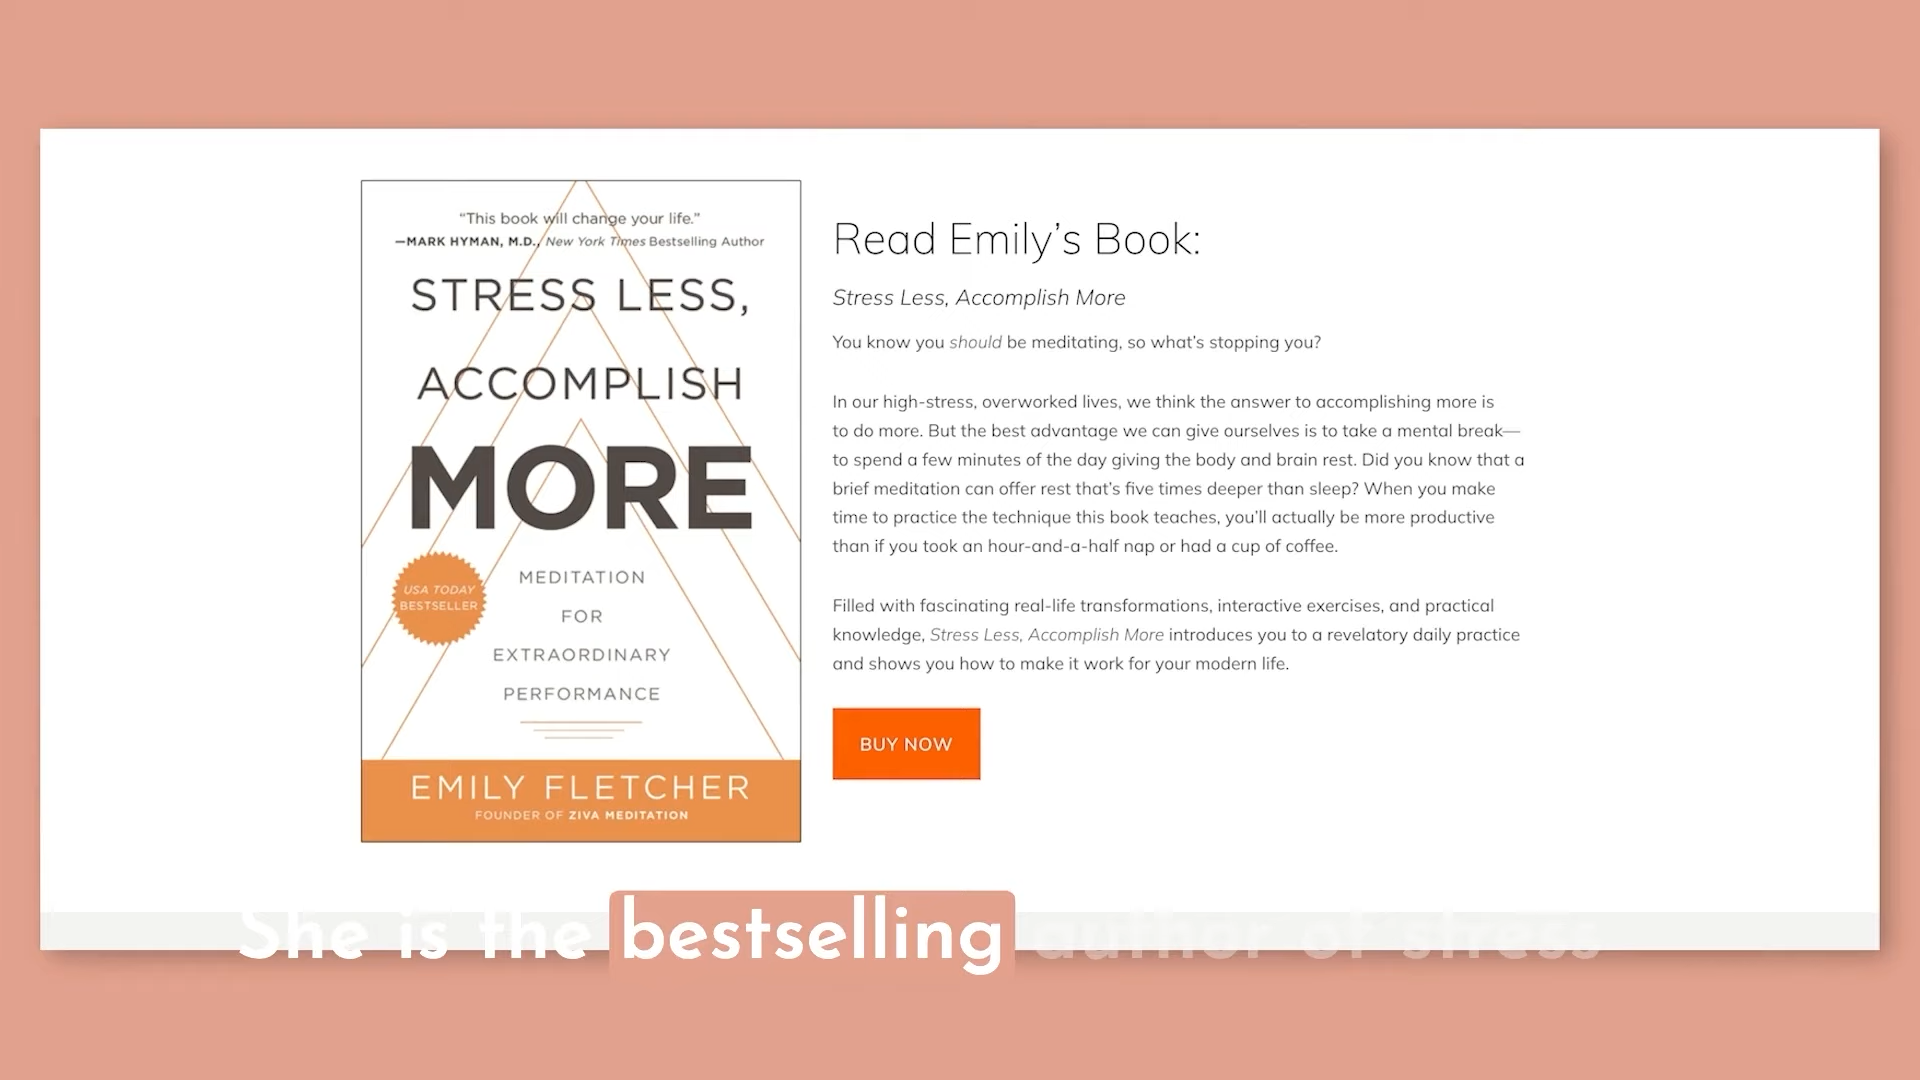 “This book will change your life.”
—MARK HYMAN, M.D., New York Times Bestselling Author
STRESS LESS,
ACCOMPLISH
MORE
USA TODAY
BESTSELLER
MEDITATION
FOR
EXTRAORDINARY
PERFORMANCE
EMILY FLETCHER
FOUNDER OF ZIVA MEDITATION
Read Emily’s Book:
Stress Less, Accomplish More
You know you should be meditating, so what’s stopping you?
In our high-stress, overworked lives, we think the answer to accomplishing more is
to do more. But the best advantage we can give ourselves is to take a mental break—
to spend a few minutes of the day giving the body and brain rest. Did you know that a
brief meditation can offer rest that’s five times deeper than sleep? When you make
time to practice the technique this book teaches, you’ll actually be more productive
than if you took an hour-and-a-half nap or had a cup of coffee.
Filled with fascinating real-life transformations, interactive exercises, and practical
knowledge, Stress Less, Accomplish More introduces you to a revelatory daily practice
and shows you how to make it work for your modern life.
BUY NOW
She is the bestselling author of stress